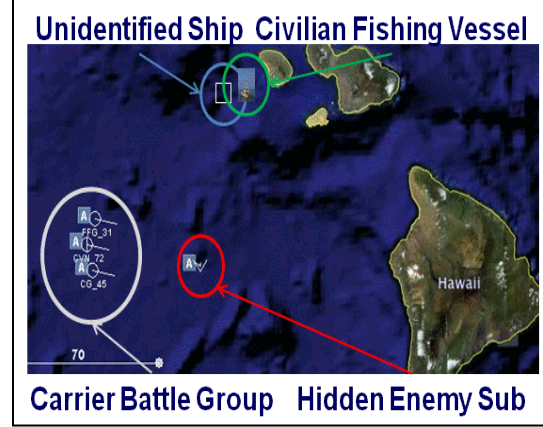 Unidentified Ship Civilian Fishing Vessel
A
FFG_31
A
CVN_72
A
CG_45
A
Hawaii
70
Carrier Battle Group Hidden Enemy Sub